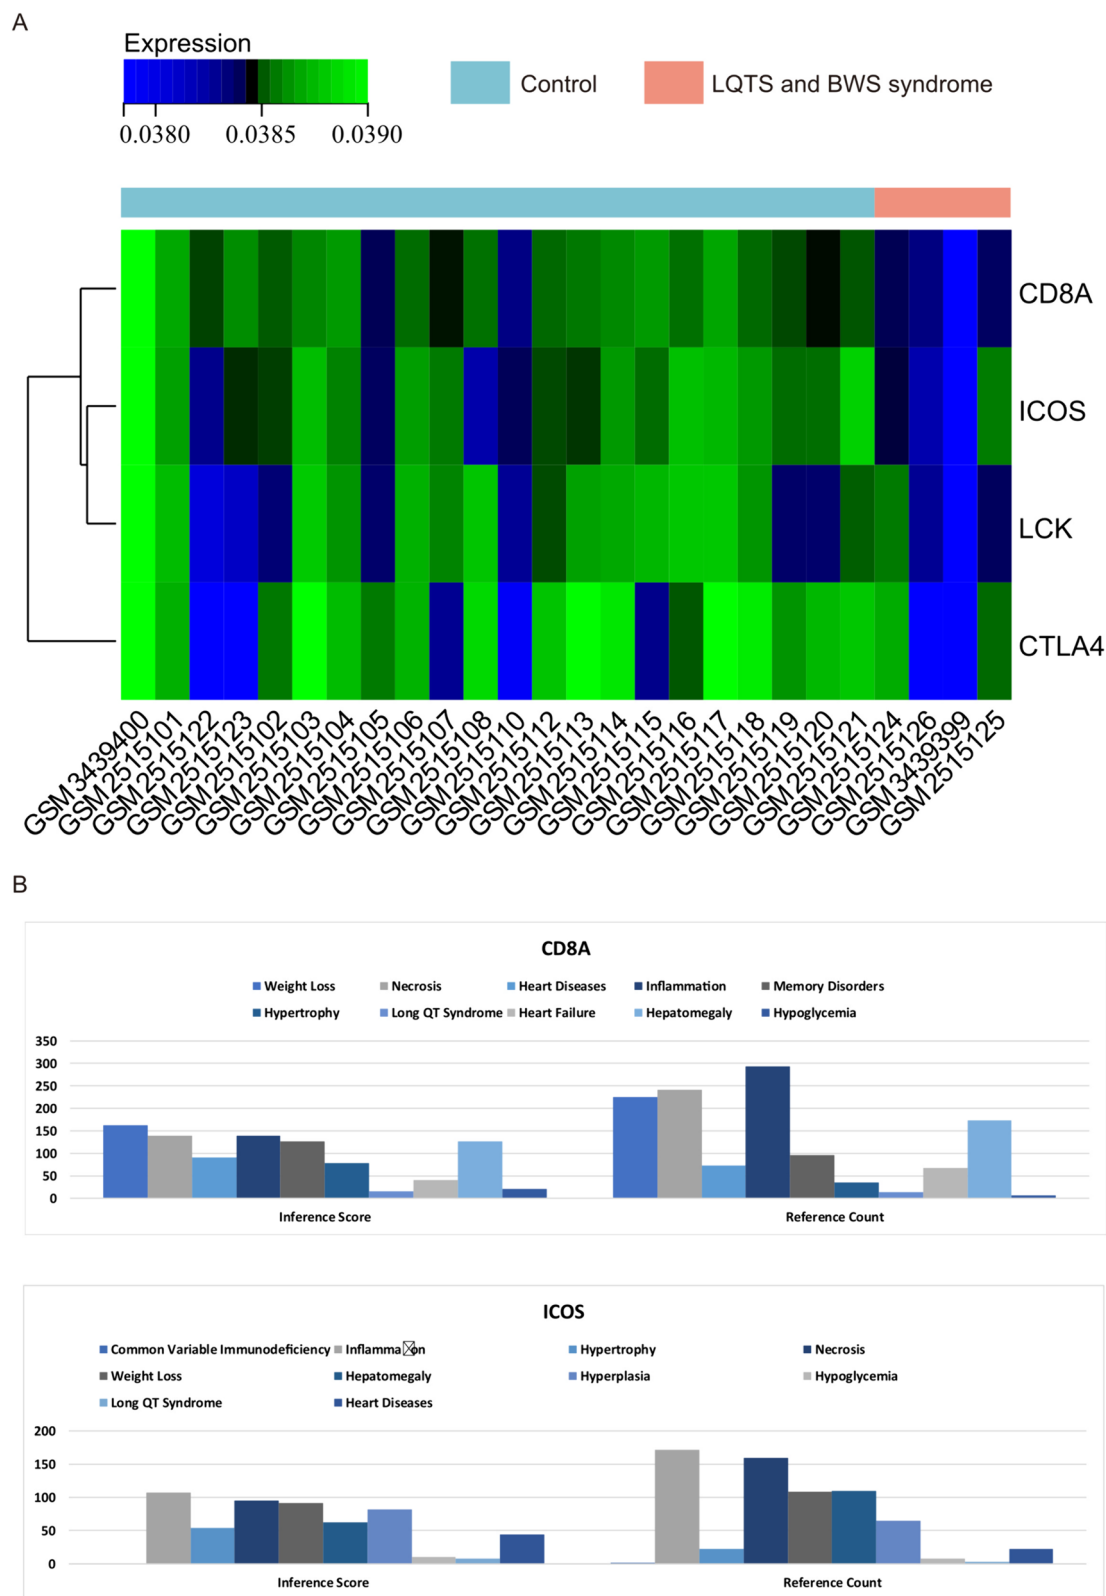 A
Expression
0.0380 0.0385 0.0390
Control
LQTS and BWS syndrome
CD8A
ICOS
LCK
CTLA4
GSM3439400
GSM2515101
GSM2515122
GSM2515123
GSM2515102
GSM2515103
GSM2515104
GSM2515105
GSM2515106
GSM2515107
GSM2515108
GSM2515110
GSM2515112
GSM2515113
GSM2515114
GSM2515115
GSM2515116
GSM2515117
GSM2515118
GSM2515119
GSM2515120
GSM2515121
GSM2515124
GSM2515126
GSM3439399
GSM2515125
B
CD8A
Weight Loss Necrosis Heart Diseases Inflammation Memory Disorders
Hypertrophy Long QT Syndrome Heart Failure Hepatomegaly Hypoglycemia
350
300
250
200
150
100
50
0
Inference Score Reference Count
ICOS
Common Variable Immunodeficiency Inflamma☒on Hypertrophy Necrosis
Weight Loss Hepatomegaly Hyperplasia Hypoglycemia
Long QT Syndrome Heart Diseases
200
150
100
50
0
Inference Score Reference Count